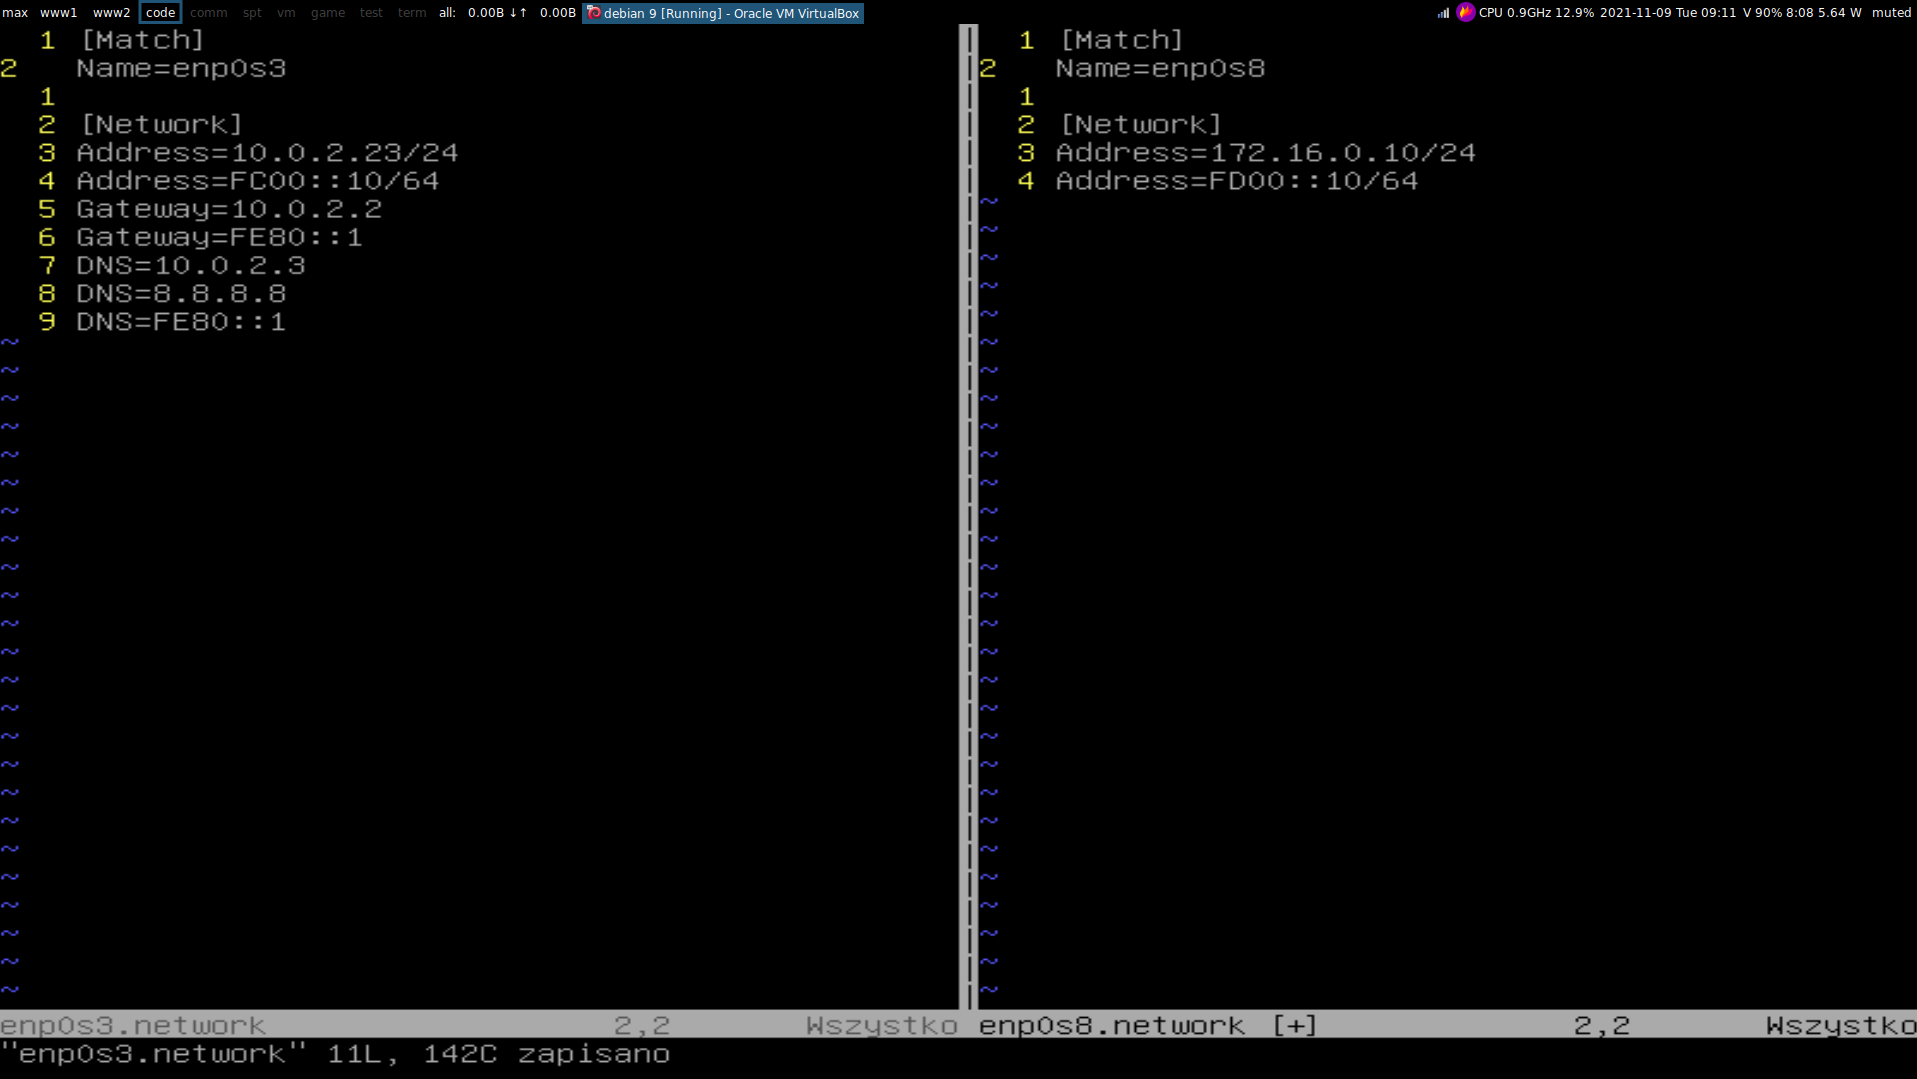 max www1 www2 code comm spt vm game test term all: 0.00B ↓↑ 0.00B debian 9 [Running] - Oracle VM VirtualBox CPU 0.9GHz 12.9% 2021-11-09 Tue 09:11 V 90% 8:08 5.64 W muted
1 [Match]
2 Name=enp0s3
1
2 [Network]
3 Address=10.0.2.23/24
4 Address=FC00::10/64
5 Gateway=10.0.2.2
6 Gateway=FE80::1
7 DNS=10.0.2.3
8 DNS=8.8.8.8
9 DNS=FE80::1
enp0s3.network 2,2 Wszystko
1 [Match]
2 Name=enp0s8
1
2 [Network]
3 Address=172.16.0.10/24
4 Address=FD00::10/64
enp0s8.network [+] 2,2 Wszystko
"enp0s3.network" 11L, 142C zapisano